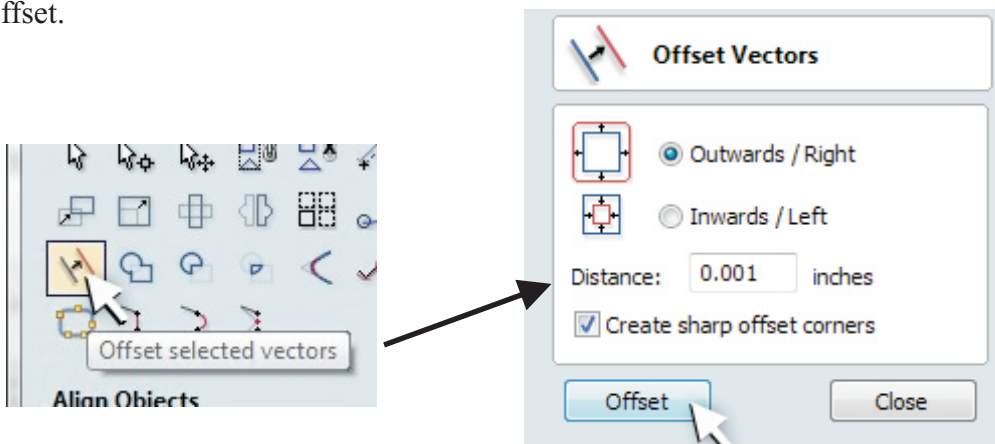 ffset.
Offset Vectors
Outwards / Right
Inwards / Left
Distance: 0.001 inches
Create sharp offset corners
Offset Close
Offset selected vectors
Align Objects